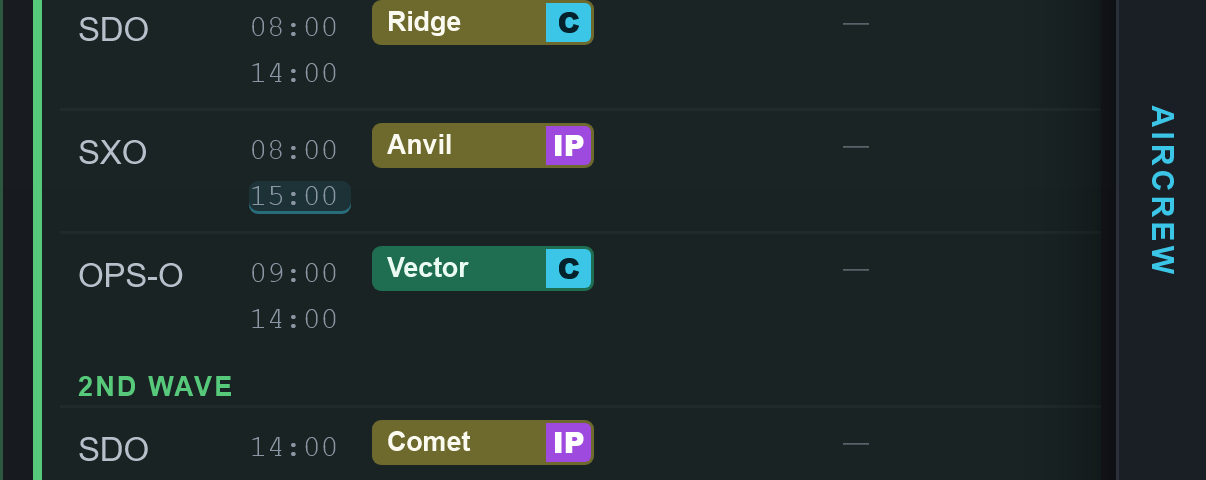 SDO 08:00 Ridge C —
14:00
SXO 08:00 Anvil IP —
15:00
OPS-O 09:00 Vector C —
14:00
2ND WAVE
SDO 14:00 Comet IP —
AIRCREW